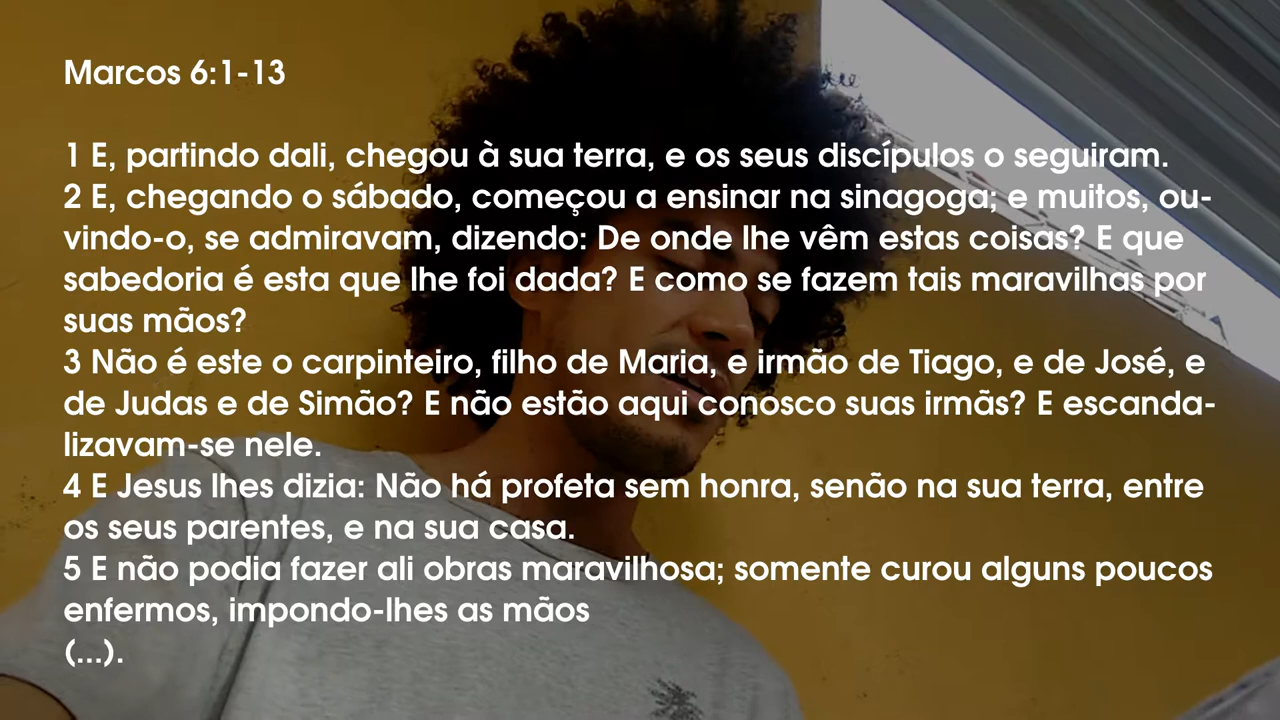 Marcos 6:1-13
1 E, partindo dali, chegou à sua terra, e os seus discípulos o seguiram.
2 E, chegando o sábado, começou a ensinar na sinagoga; e muitos, ou-
vindo-o, se admiravam, dizendo: De onde lhe vêm estas coisas? E que
sabedoria é esta que lhe foi dada? E como se fazem tais maravilhas por
suas mãos?
3 Não é este o carpinteiro, filho de Maria, e irmão de Tiago, e de José, e
de Judas e de Simão? E não estão aqui conosco suas irmãs? E escanda-
lizavam-se nele.
4 E Jesus lhes dizia: Não há profeta sem honra, senão na sua terra, entre
os seus parentes, e na sua casa.
5 E não podia fazer ali obras maravilhosa; somente curou alguns poucos
enfermos, impondo-lhes as mãos
(...).